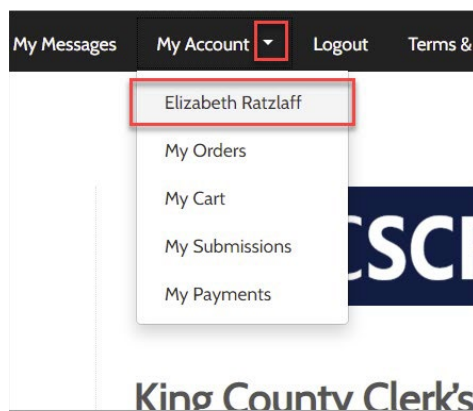 My Messages My Account Logout Terms &
Elizabeth Ratzlaff
My Orders
My Cart
My Submissions
My Payments
CSCI
King County Clerk's